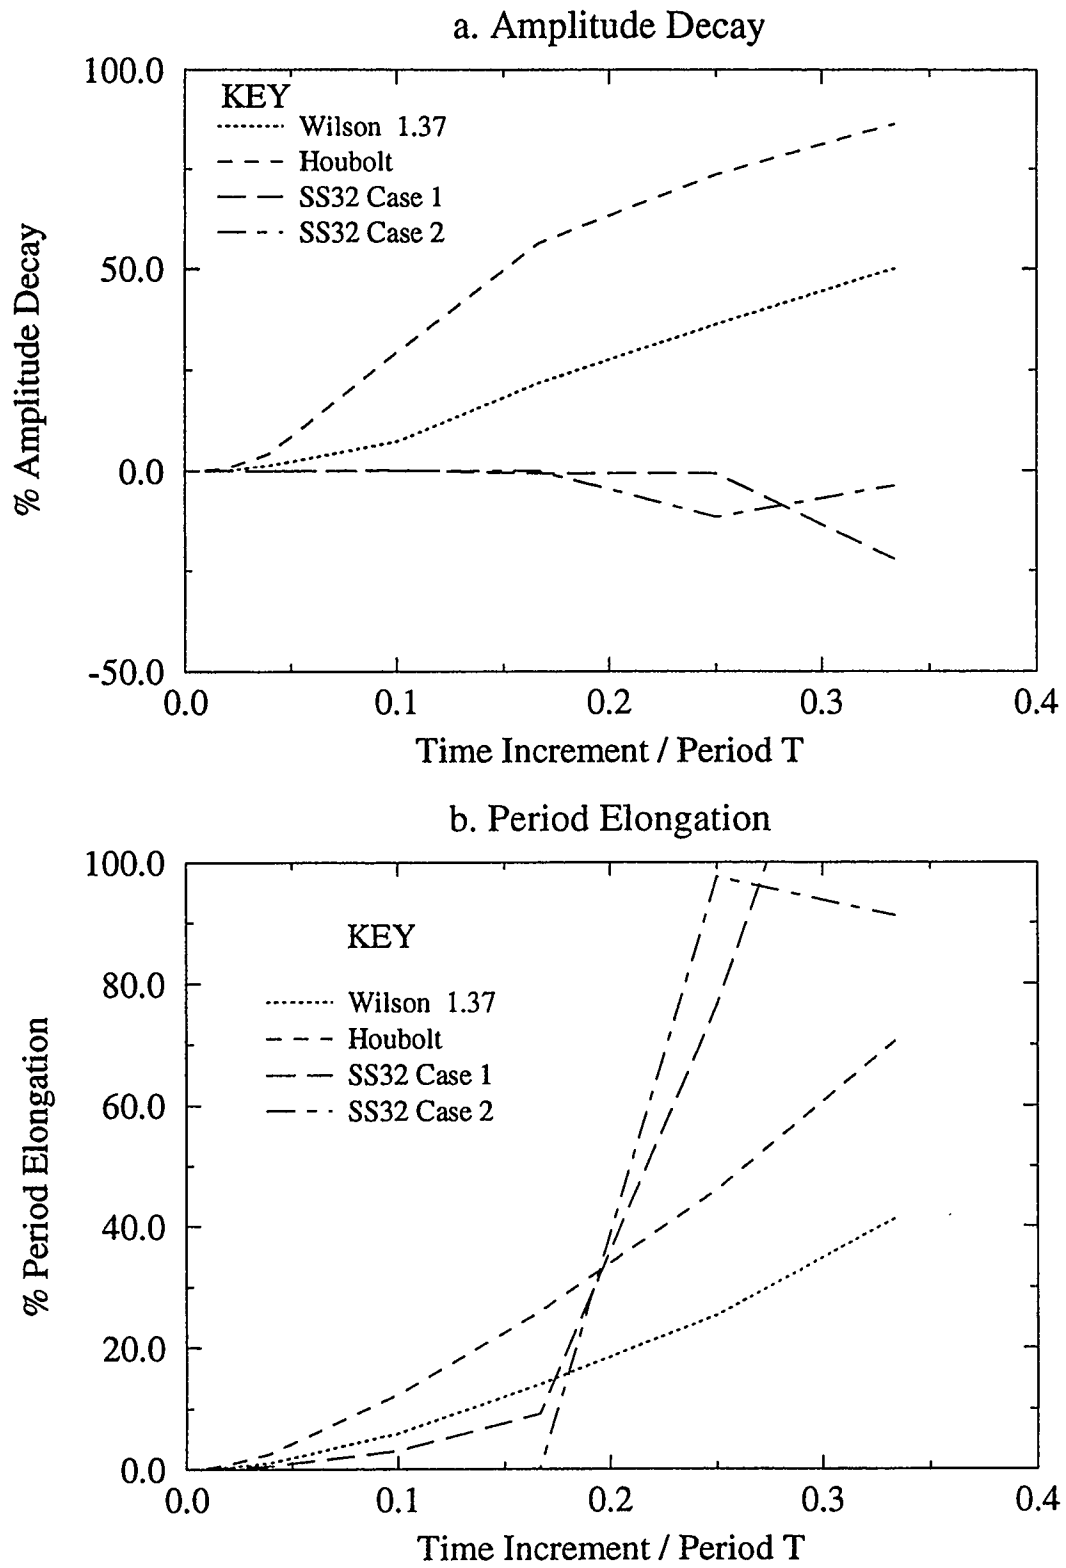 a. Amplitude Decay
100.0
50.0
0.0
-50.0
% Amplitude Decay
KEY
Wilson 1.37
Houbolt
SS32 Case 1
SS32 Case 2
0.0 0.1 0.2 0.3 0.4
Time Increment / Period T
b. Period Elongation
100.0
80.0
60.0
40.0
20.0
0.0
% Period Elongation
KEY
Wilson 1.37
Houbolt
SS32 Case 1
SS32 Case 2
0.0 0.1 0.2 0.3 0.4
Time Increment / Period T